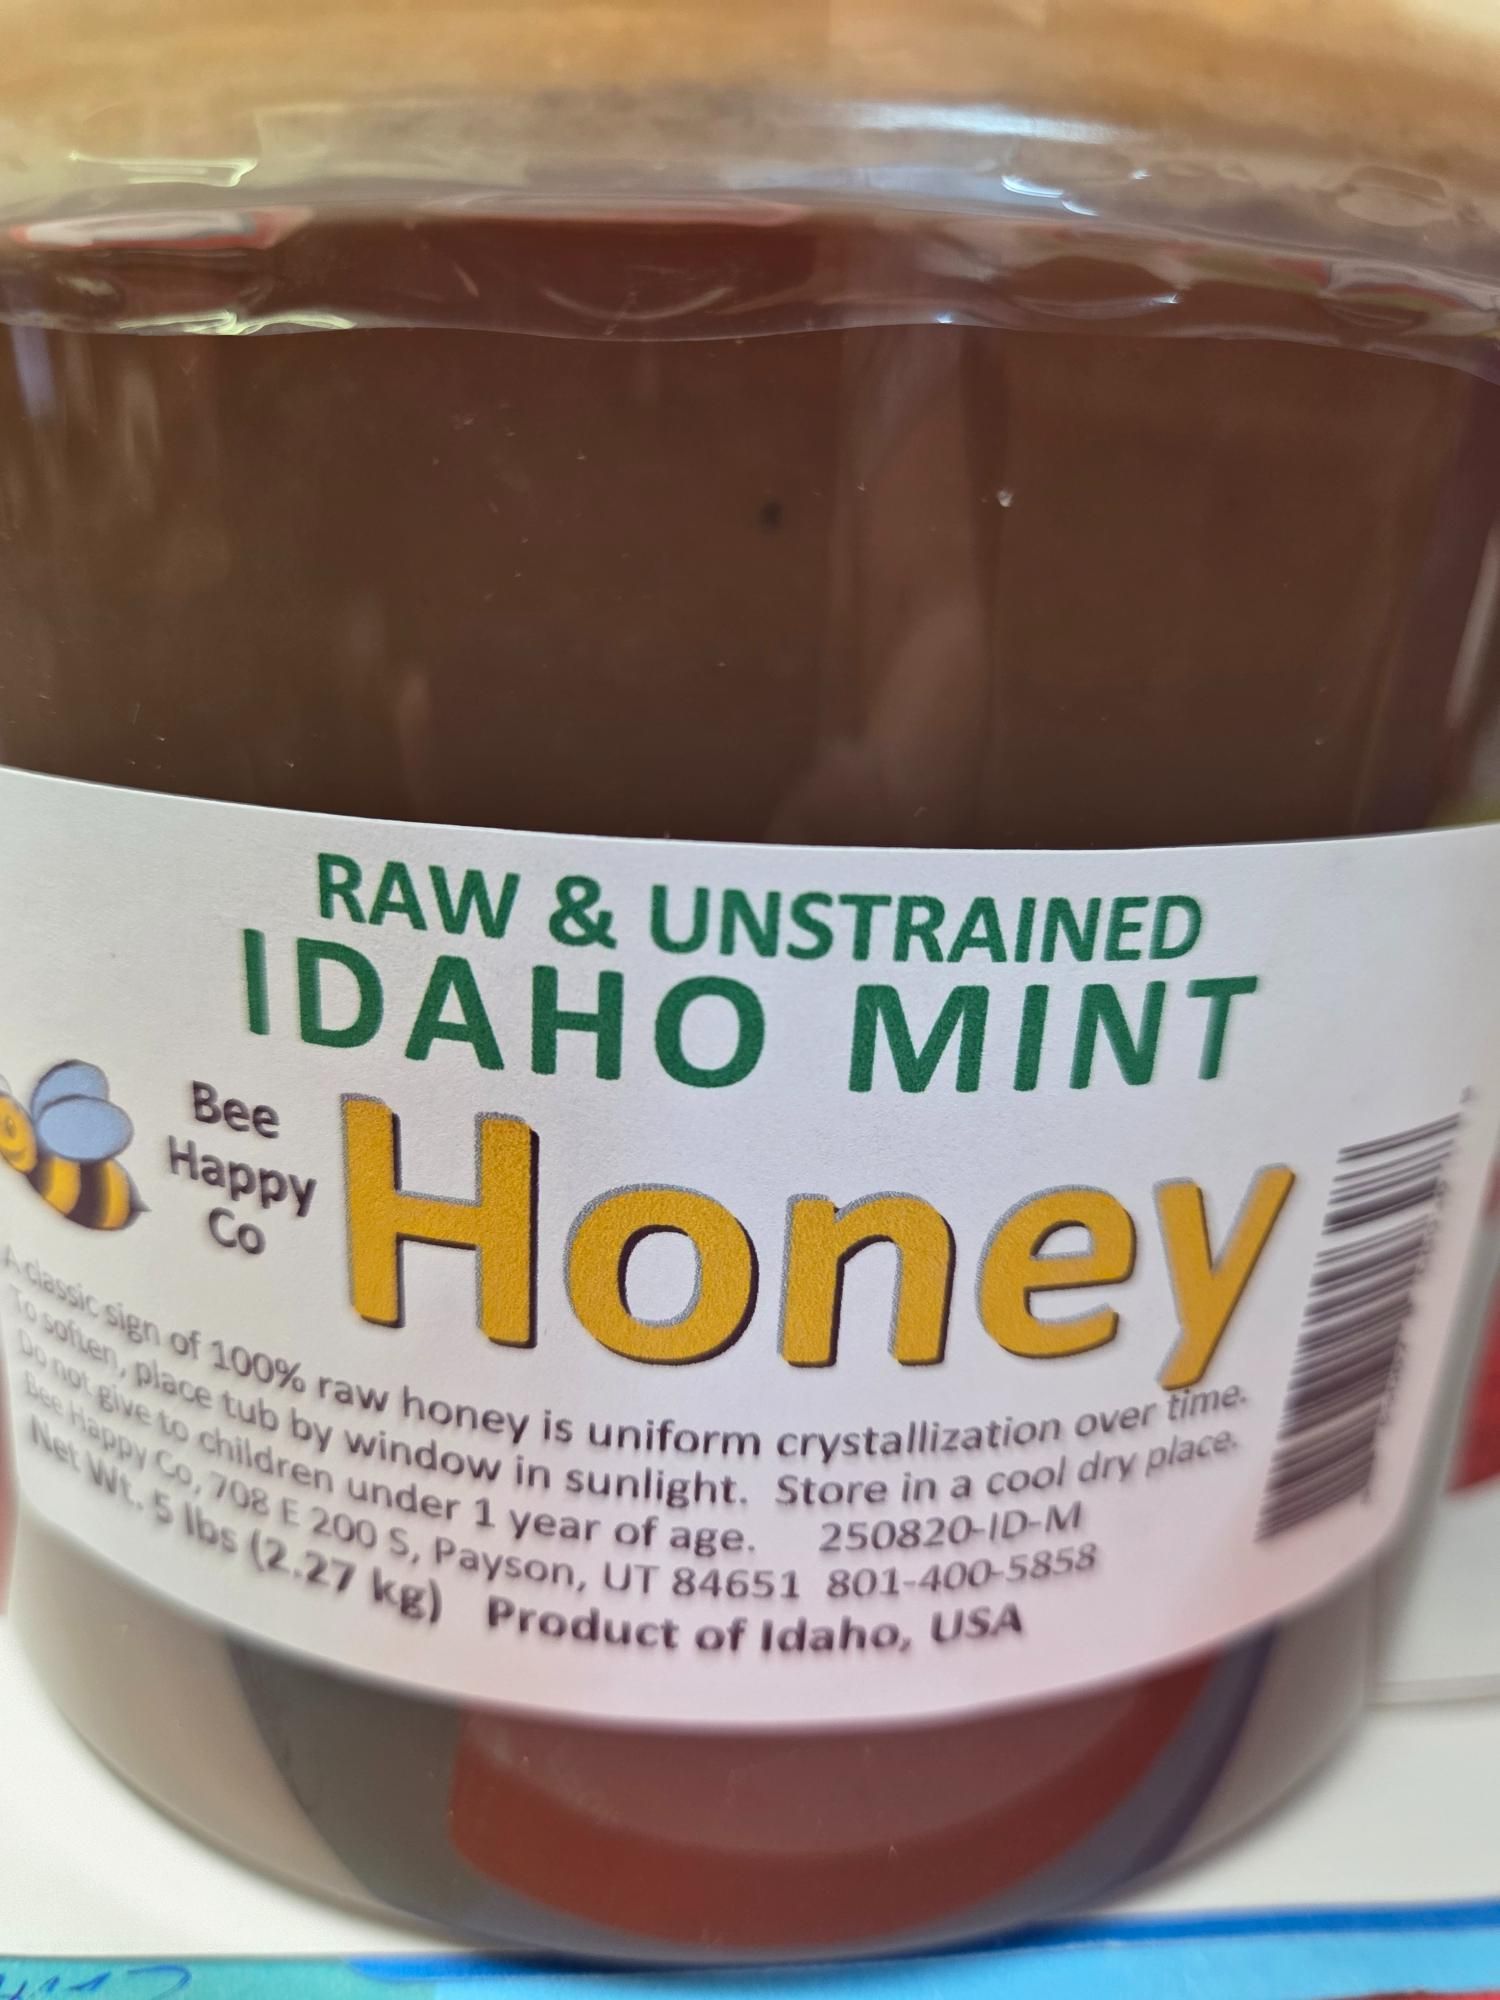 RAW & UNSTRAINED
IDAHO MINT
Bee
Happy
Co
Honey
A classic sign of 100% raw honey is uniform crystallization over time.
To soften, place tub by window in sunlight. Store in a cool dry place.
Do not give to children under 1 year of age. 250820-ID-M
Bee Happy Co, 708 E 200 S, Payson, UT 84651 801-400-5858
Net Wt. 5 lbs (2.27 kg) Product of Idaho, USA